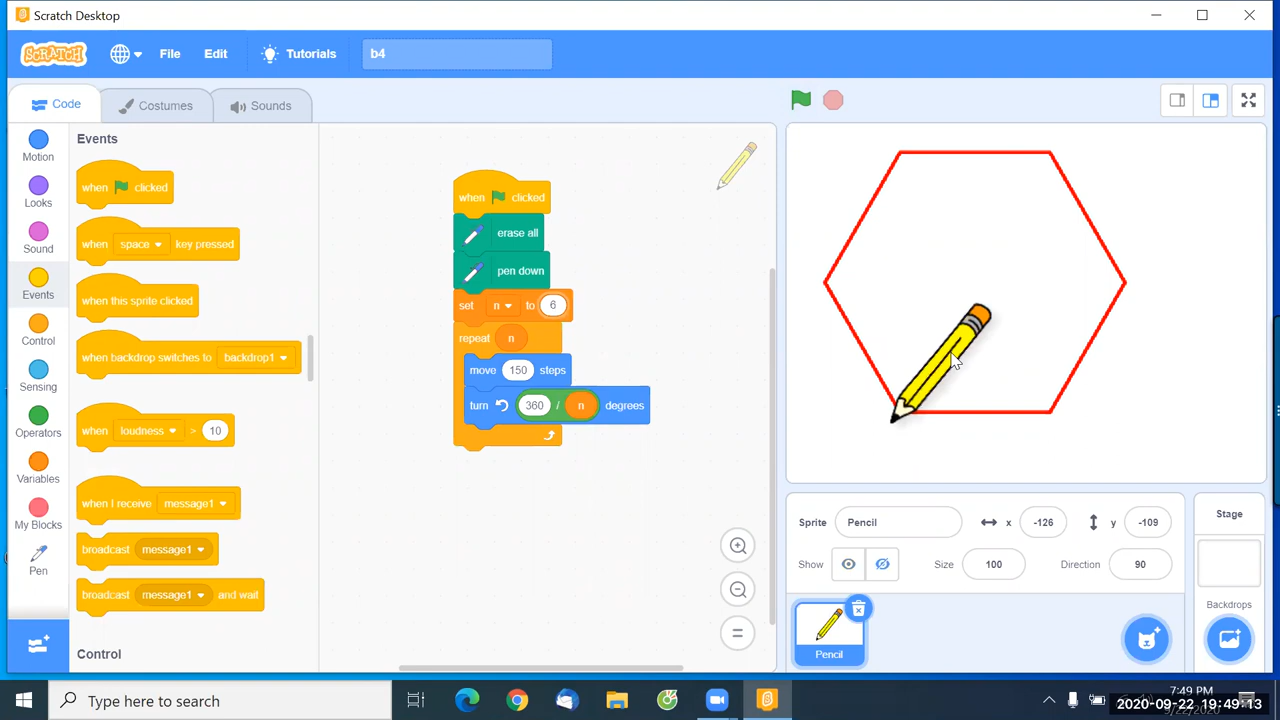 Scratch Desktop
SCRATCH File Edit Tutorials b4
Code Costumes Sounds
Motion
Looks
Sound
Events
Control
Sensing
Operators
Variables
My Blocks
Pen
Events
when clicked
when space key pressed
when this sprite clicked
when backdrop switches to backdrop1
when loudness > 10
when I receive message1
broadcast message1
broadcast message1 and wait
Control
when clicked
erase all
pen down
set n to 6
repeat n
move 150 steps
turn 360 / n degrees
Sprite Pencil x -126 y -109
Show Size 100 Direction 90
Pencil
Stage
Backdrops
Type here to search
7:49 PM
2020-09-22 19:49:13